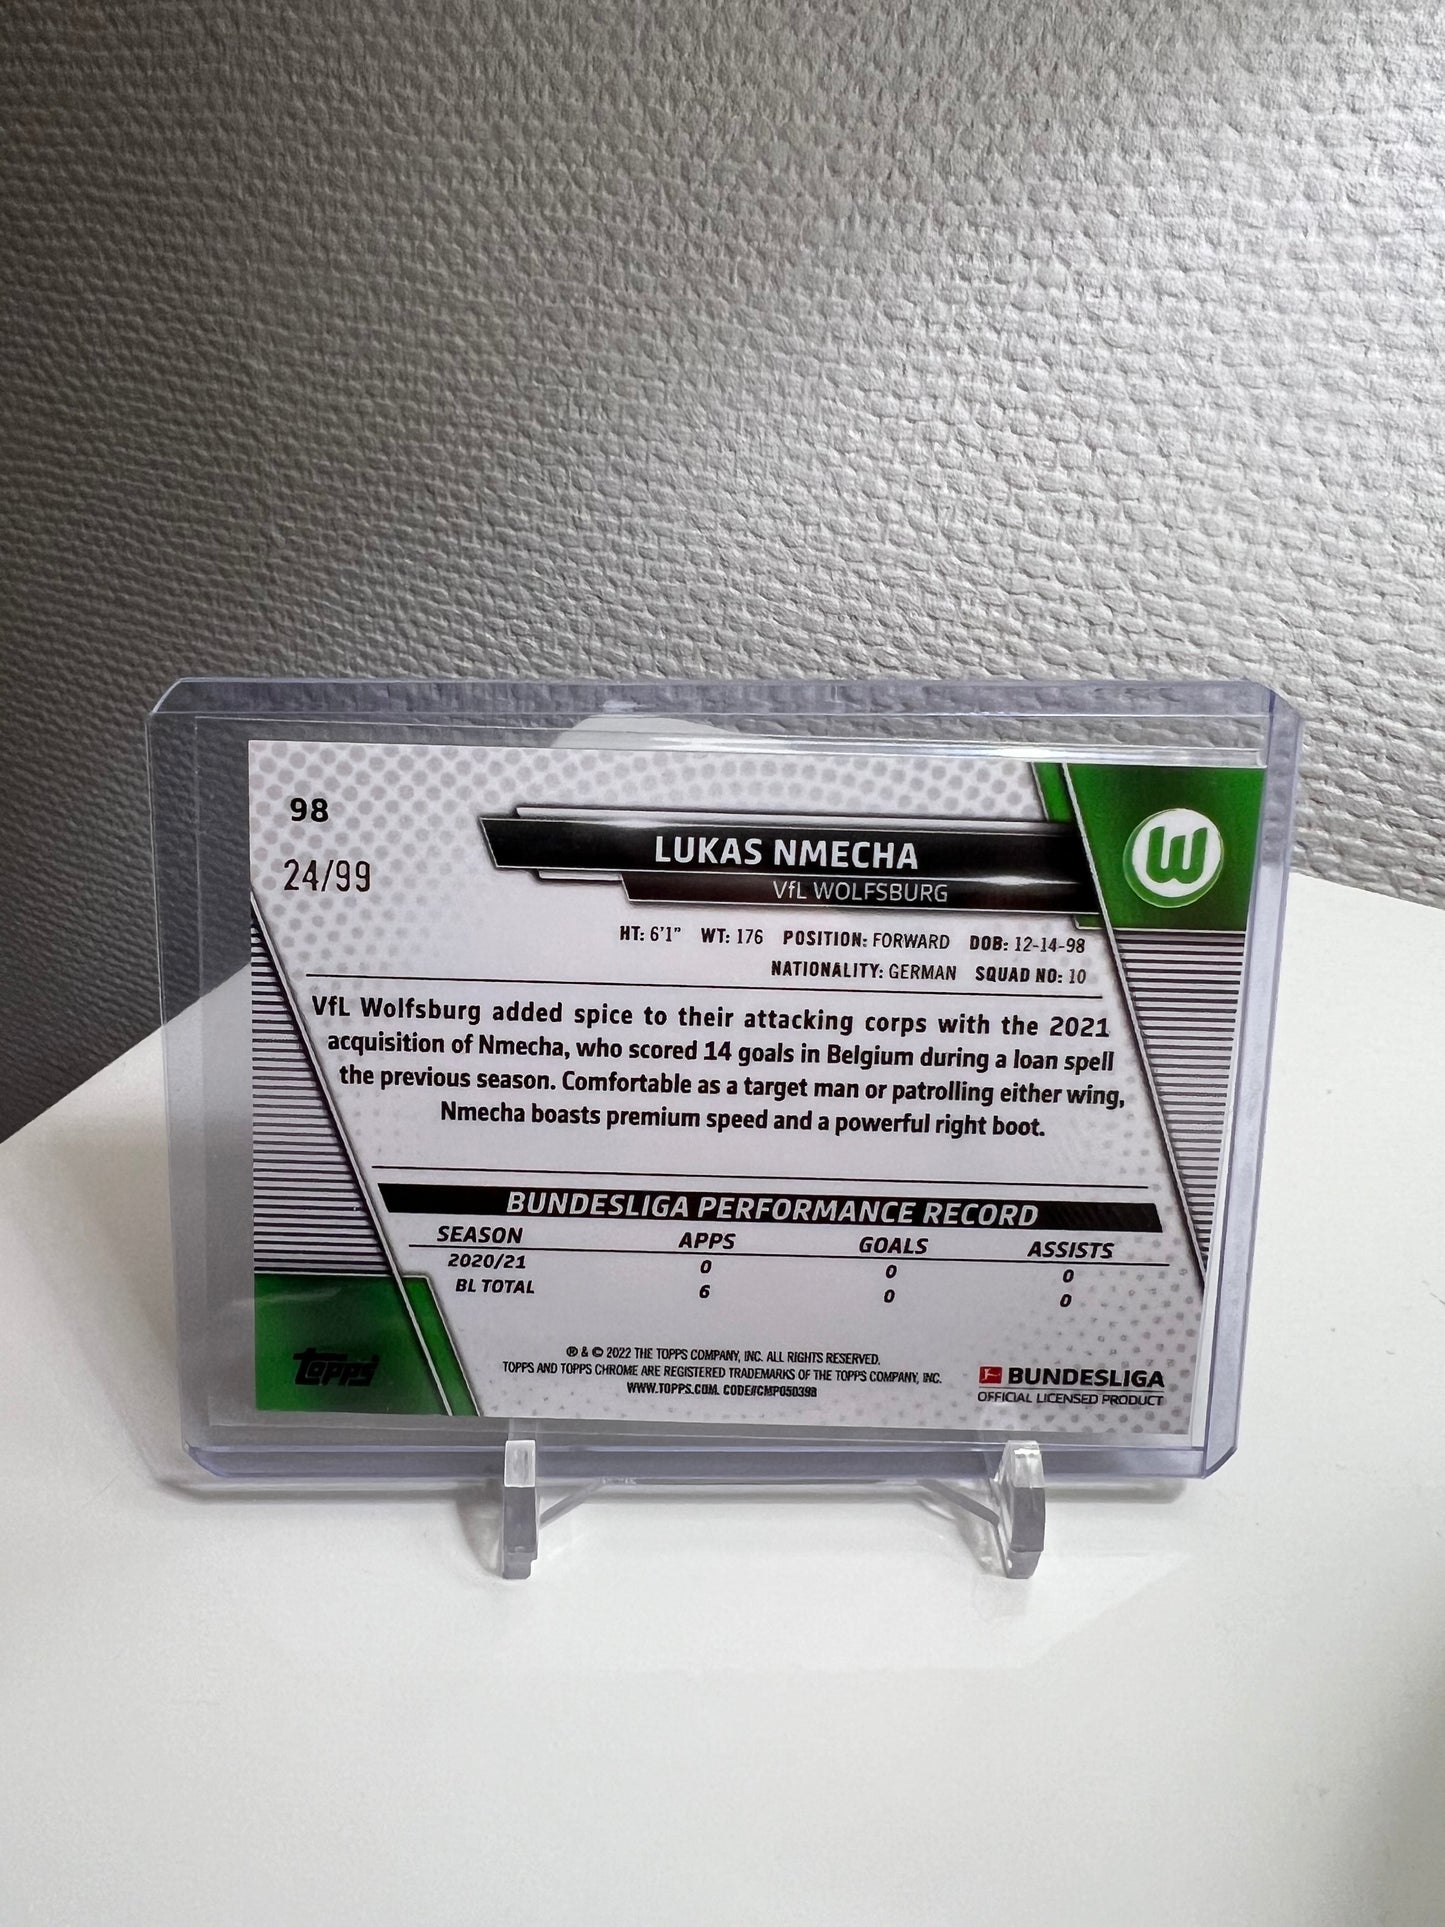 98
24/99
LUKAS NMECHA
VfL WOLFSBURG
W
HT: 6'1" WT: 176 POSITION: FORWARD DOB: 12-14-98
NATIONALITY: GERMAN SQUAD NO: 10
VfL Wolfsburg added spice to their attacking corps with the 2021
acquisition of Nmecha, who scored 14 goals in Belgium during a loan spell
the previous season. Comfortable as a target man or patrolling either wing,
Nmecha boasts premium speed and a powerful right boot.
BUNDESLIGA PERFORMANCE RECORD
SEASON APPS GOALS ASSISTS
2020/21 0 0 0
BL TOTAL 6 0 0
® & © 2022 THE TOPPS COMPANY, INC. ALL RIGHTS RESERVED.
TOPPS AND TOPPS CHROME ARE REGISTERED TRADEMARKS OF THE TOPPS COMPANY, INC.
WWW.TOPPS.COM. CODE#CMP050398
topps
BUNDESLIGA
OFFICIAL LICENSED PRODUCT